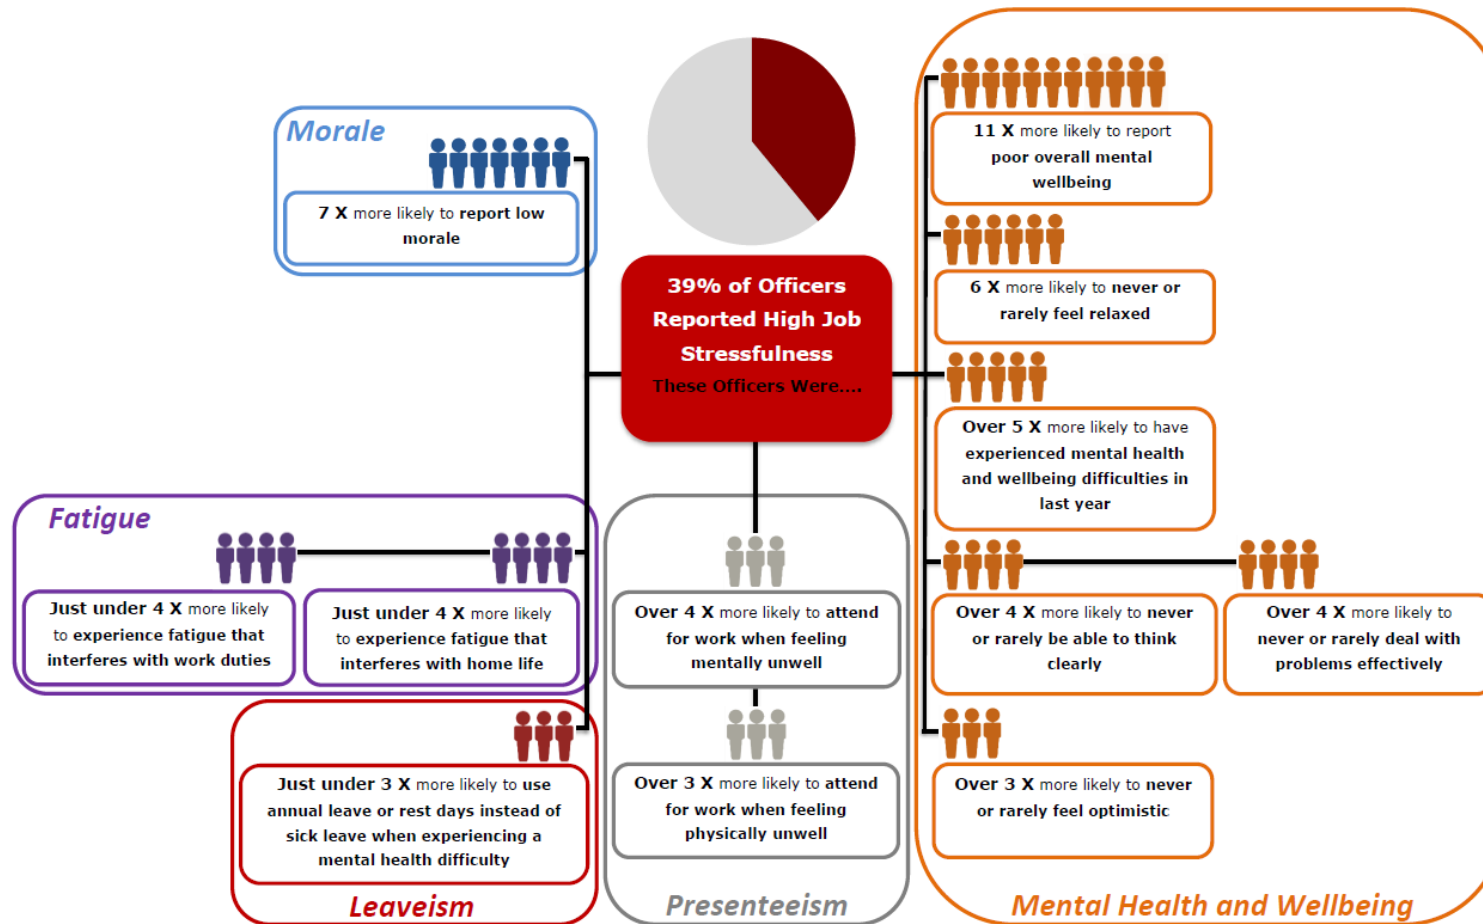 39% of Officers
Reported High Job
Stressfulness
These Officers Were....
Morale
7 X more likely to report low
morale
Fatigue
Just under 4 X more likely
to experience fatigue that
interferes with work duties
Just under 4 X more likely
to experience fatigue that
interferes with home life
Just under 3 X more likely to use
annual leave or rest days instead of
sick leave when experiencing a
mental health difficulty
Leaveism
Over 4 X more likely to attend
for work when feeling
mentally unwell
Over 3 X more likely to attend
for work when feeling
physically unwell
Presenteeism
11 X more likely to report
poor overall mental
wellbeing
6 X more likely to never or
rarely feel relaxed
Over 5 X more likely to have
experienced mental health
and wellbeing difficulties in
last year
Over 4 X more likely to never
or rarely be able to think
clearly
Over 4 X more likely to
never or rarely deal with
problems effectively
Over 3 X more likely to never
or rarely feel optimistic
Mental Health and Wellbeing